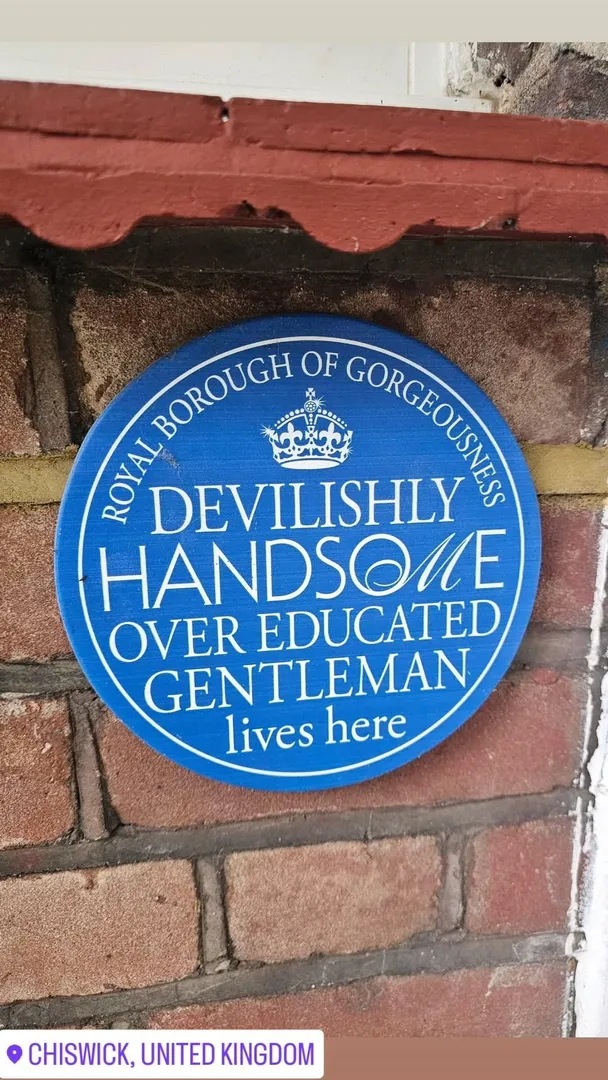 ROYAL BOROUGH OF GORGEOUSNESS
DEVILISHLY
HANDSOME
OVER EDUCATED
GENTLEMAN
lives here
CHISWICK, UNITED KINGDOM